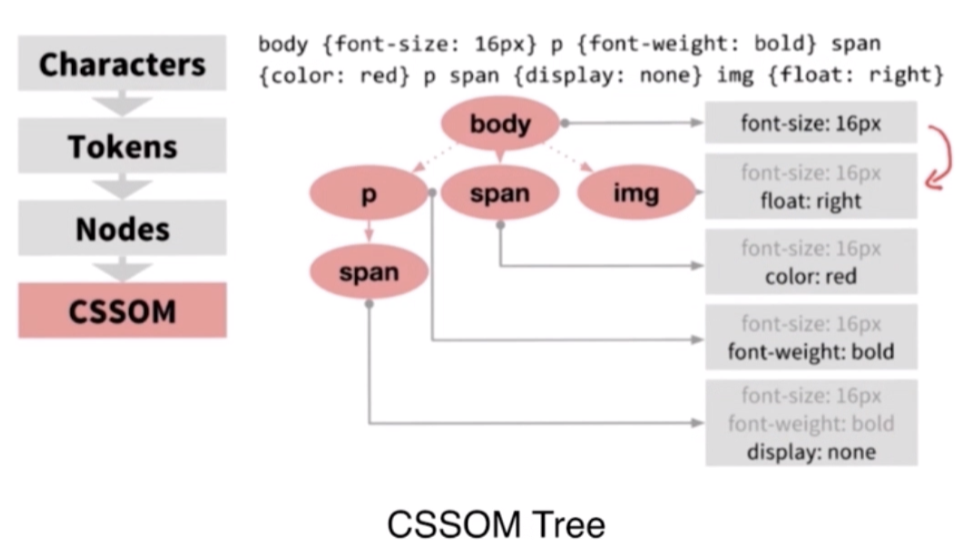 body {font-size: 16px} p {font-weight: bold} span
{color: red} p span {display: none} img {float: right}
Characters
Tokens
Nodes
CSSOM
body
p
span
img
span
font-size: 16px
font-size: 16px
float: right
font-size: 16px
color: red
font-size: 16px
font-weight: bold
font-size: 16px
font-weight: bold
display: none
CSSOM Tree